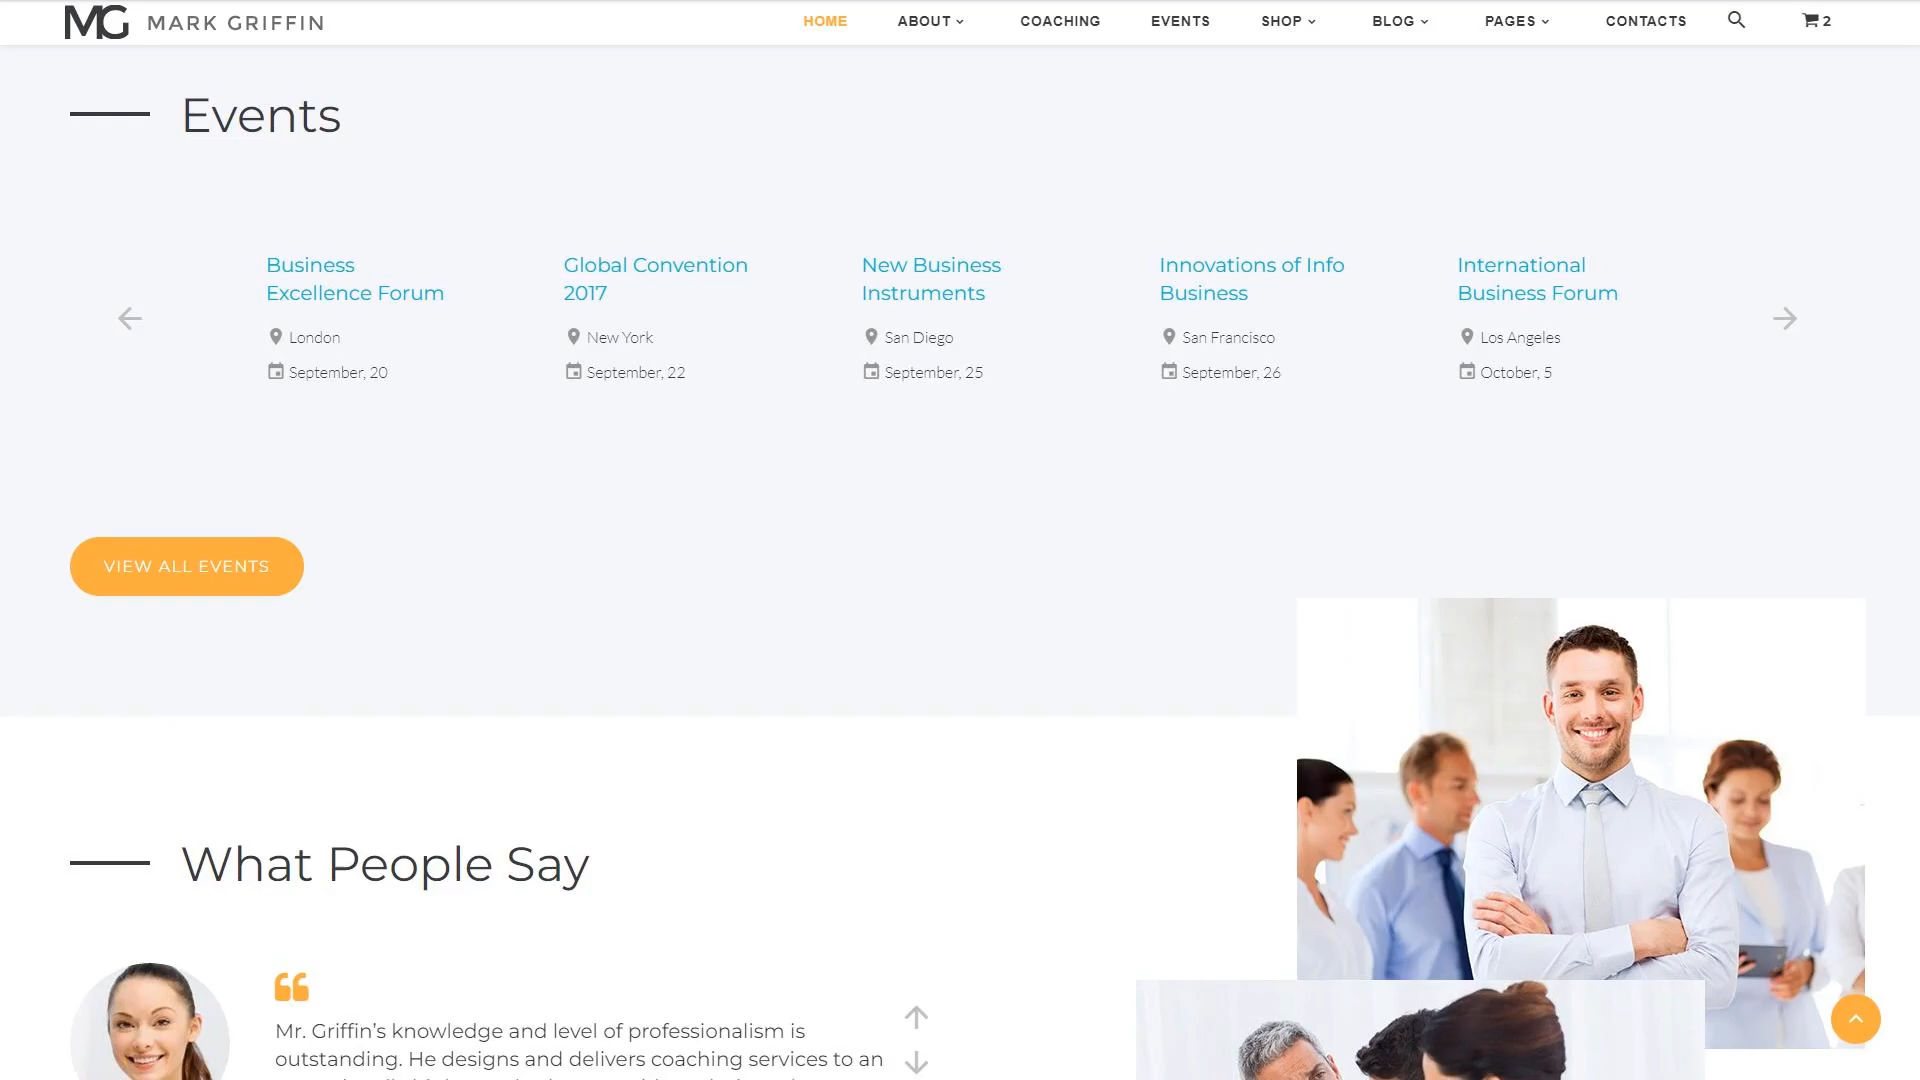 MG MARK GRIFFIN HOME ABOUT COACHING EVENTS SHOP BLOG PAGES CONTACTS 2
Events
Business
Excellence Forum
London
September, 20
Global Convention
2017
New York
September, 22
New Business
Instruments
San Diego
September, 25
Innovations of Info
Business
San Francisco
September, 26
International
Business Forum
Los Angeles
October, 5
VIEW ALL EVENTS
What People Say
Mr. Griffin’s knowledge and level of professionalism is
outstanding. He designs and delivers coaching services to an